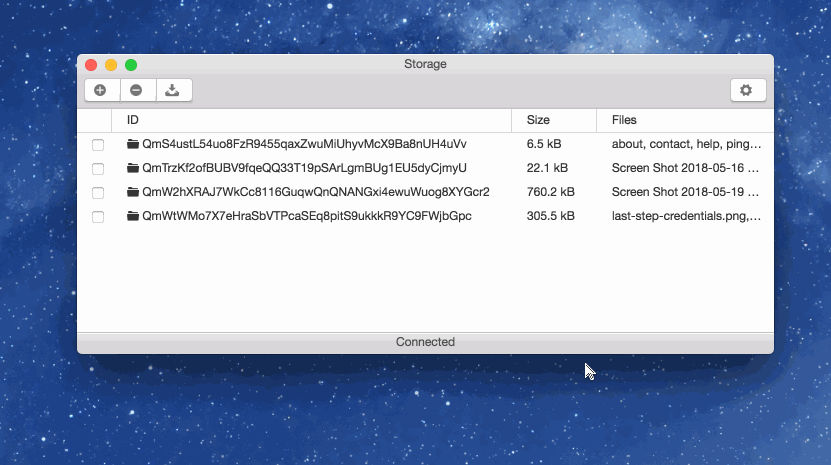 Storage
ID Size Files
QmS4ustL54uo8FzR9455qaxZwuMiUhyvMcX9Ba8nUH4uVv 6.5 kB about, contact, help, ping…
QmTrzKf2ofBUBV9fqeQQ33T19pSArLgmBUg1EU5dyCjmyU 22.1 kB Screen Shot 2018-05-16 …
QmW2hXRAJ7WkCc8116GuqwQnQNANGxi4ewuWuog8XYGcr2 760.2 kB Screen Shot 2018-05-19 …
QmWtWMo7X7eHraSbVTPcaSEq8pitS9ukkkR9YC9FWjbGpc 305.5 kB last-step-credentials.png,…
Connected